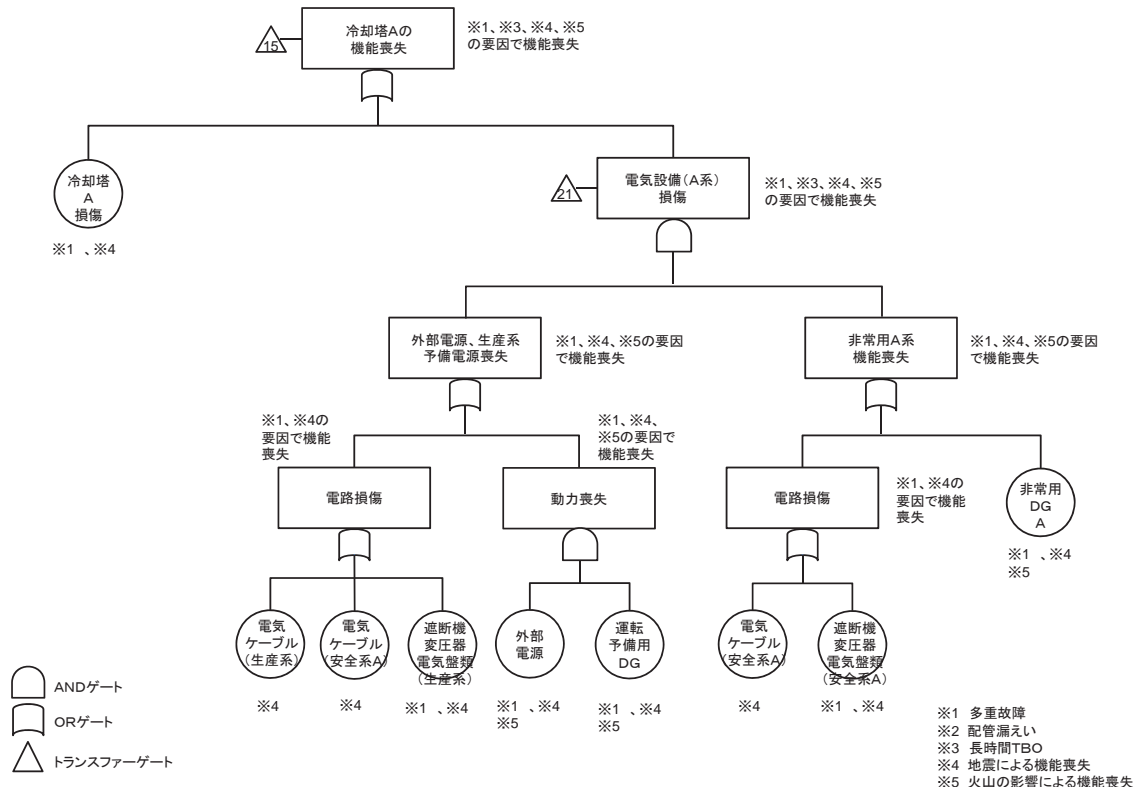 冷却塔Aの
機能喪失
15
※1、※3、※4、※5
の要因で機能喪失
冷却塔
A
損傷
※1 、※4
電気設備(A系)
損傷
21
※1、※3、※4、※5
の要因で機能喪失
外部電源、生産系
予備電源喪失
※1、※4、※5の要因
で機能喪失
非常用A系
機能喪失
※1、※4、※5の要因
で機能喪失
※1、※4の
要因で機能
喪失
電路損傷
※1、※4、
※5の要因で
機能喪失
動力喪失
電路損傷
※1、※4の
要因で機能
喪失
非常用
DG
A
※1 、※4
※5
電気
ケーブル
(生産系)
※4
電気
ケーブル
(安全系A)
※4
遮断機
変圧器
電気盤類
(生産系)
※1 、※4
外部
電源
※1 、※4
※5
運転
予備用
DG
※1 、※4
※5
電気
ケーブル
(安全系A)
※4
遮断機
変圧器
電気盤類
(安全系A)
※1 、※4
ANDゲート
ORゲート
トランスファーゲート
※1 多重故障
※2 配管漏えい
※3 長時間TBO
※4 地震による機能喪失
※5 火山の影響による機能喪失